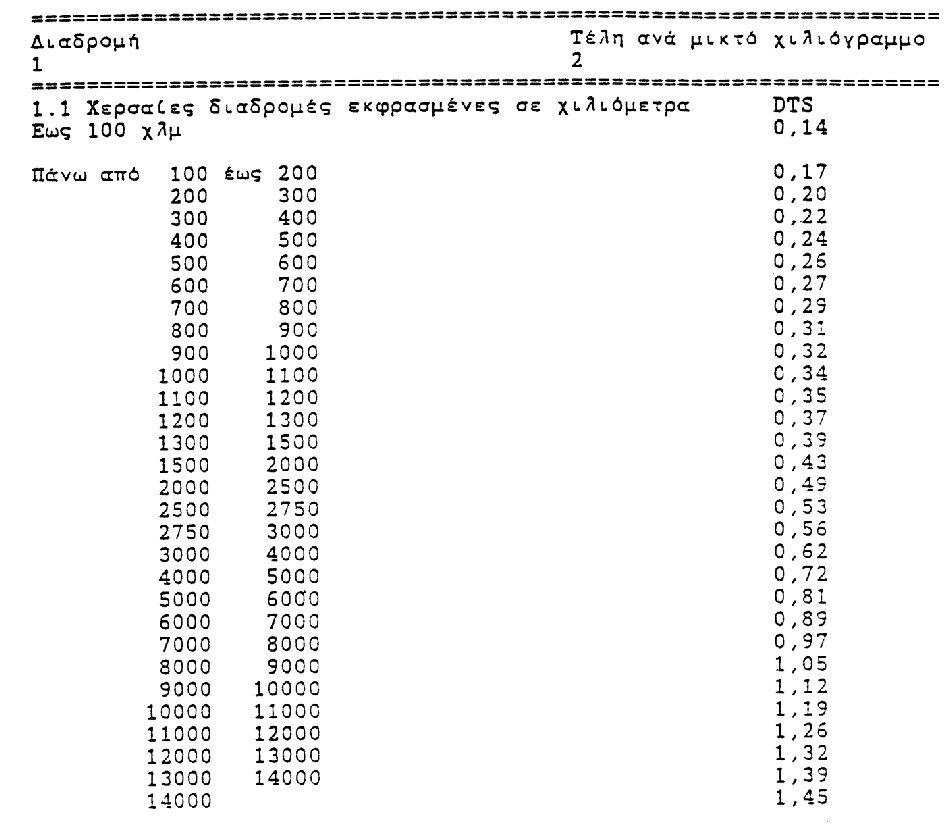 Διαδρομή Τέλη ανά μικτό χιλιόγραμμο
1 2
1.1 Χερσαίες διαδρομές εκφρασμένες σε χιλιόμετρα DTS
Εως 100 χλμ 0,14
Πάνω από 100 έως 200 0,17
200 300 0,20
300 400 0,22
400 500 0,24
500 600 0,26
600 700 0,27
700 800 0,29
800 900 0,31
900 1000 0,32
1000 1100 0,34
1100 1200 0,35
1200 1300 0,37
1300 1500 0,39
1500 2000 0,43
2000 2500 0,49
2500 2750 0,53
2750 3000 0,56
3000 4000 0,62
4000 5000 0,72
5000 6000 0,81
6000 7000 0,89
7000 8000 0,97
8000 9000 1,05
9000 10000 1,12
10000 11000 1,19
11000 12000 1,26
12000 13000 1,32
13000 14000 1,39
14000 1,45